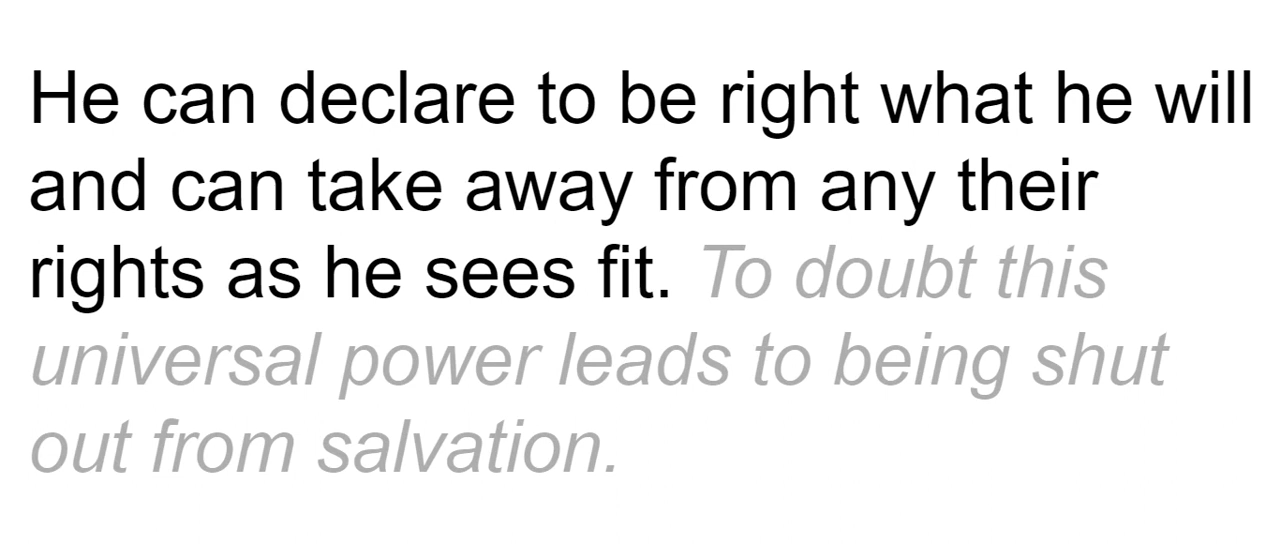 He can declare to be right what he will
and can take away from any their
rights as he sees fit. To doubt this
universal power leads to being shut
out from salvation.